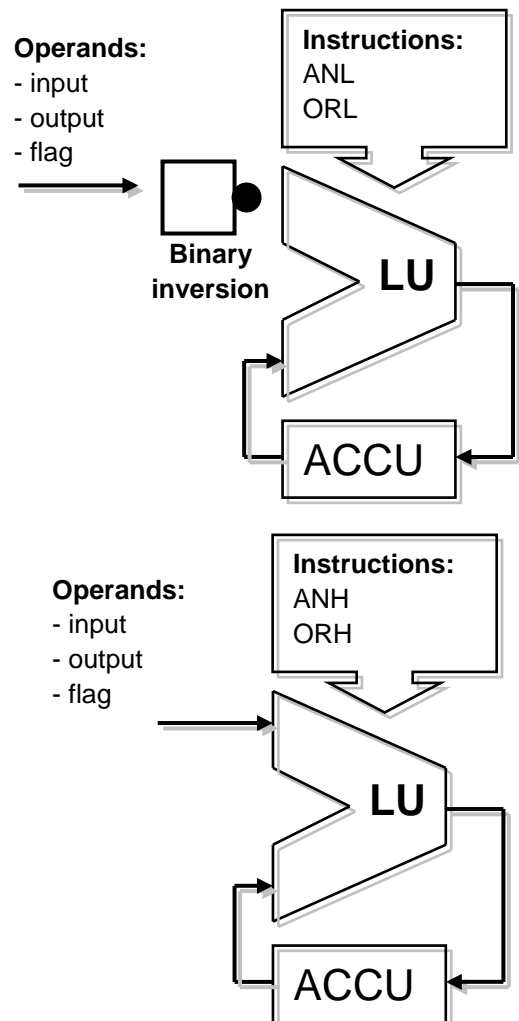 Operands:
- input
- output
- flag
Instructions:
ANL
ORL
Binary
inversion
LU
ACCU
Operands:
- input
- output
- flag
Instructions:
ANH
ORH
LU
ACCU